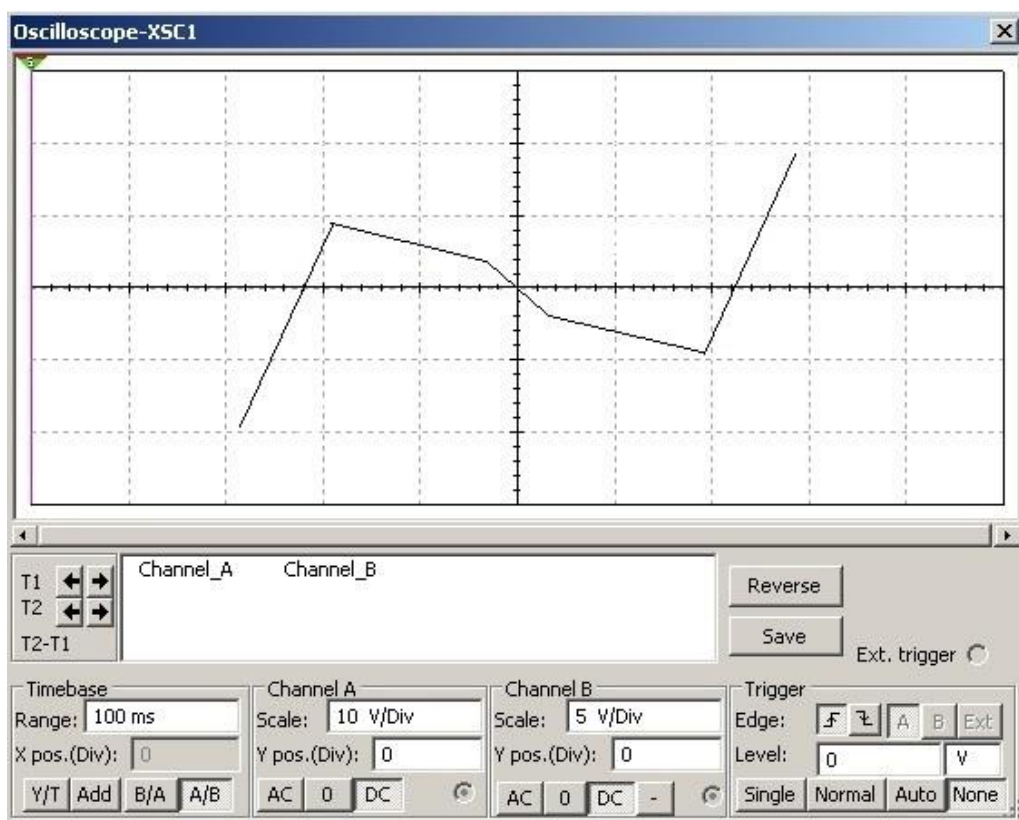 Oscilloscope-XSC1
T1
T2
T2-T1
Channel_A Channel_B
Reverse
Save
Ext. trigger
Timebase
Range: 100 ms
X pos.(Div): 0
Y/T Add B/A A/B
Channel A
Scale: 10 V/Div
Y pos.(Div): 0
AC 0 DC
Channel B
Scale: 5 V/Div
Y pos.(Div): 0
AC 0 DC -
Trigger
Edge: A B Ext
Level: 0 V
Single Normal Auto None